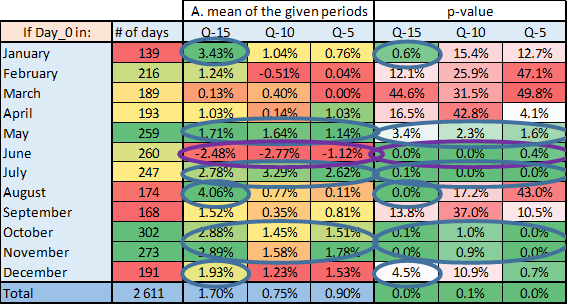 A. mean of the given periods p-value
If Day_0 in: # of days Q-15 Q-10 Q-5 Q-15 Q-10 Q-5
January 139 3.43% 1.04% 0.76% 0.6% 15.4% 12.7%
February 216 1.24% -0.51% 0.04% 12.1% 25.9% 47.1%
March 189 0.13% 0.40% 0.00% 44.6% 31.5% 49.8%
April 193 1.03% 0.14% 1.03% 16.5% 42.8% 4.1%
May 259 1.71% 1.64% 1.14% 3.4% 2.3% 1.6%
June 260 -2.48% -2.77% -1.12% 0.0% 0.0% 0.4%
July 247 2.78% 3.29% 2.62% 0.1% 0.0% 0.0%
August 174 4.06% 0.77% 0.11% 0.0% 17.2% 43.0%
September 168 1.52% 0.35% 0.81% 13.8% 37.0% 10.5%
October 302 2.88% 1.45% 1.51% 0.1% 1.0% 0.0%
November 273 2.89% 1.58% 1.78% 0.0% 0.9% 0.0%
December 191 1.93% 1.23% 1.53% 4.5% 10.9% 0.7%
Total 2 611 1.70% 0.75% 0.90% 0.0% 0.1% 0.0%